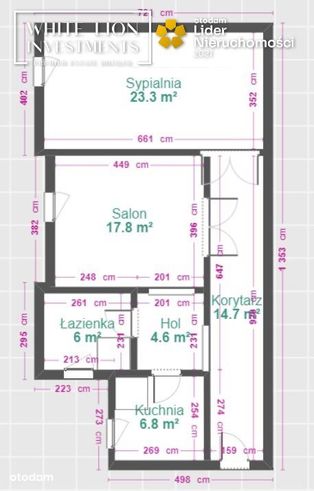 721 cm
WHITE LION
INVESTMENTS
otodom
Lider
Nieruchomości
2021
402 cm
Sypialnia
23.3 m²
352 cm
661 cm
449 cm
382 cm
Salon
17.8 m²
396 cm
647 cm
1 353 cm
248 cm
201 cm
295 cm
261 cm
201 cm
Korytarz
14.7 m²
Łazienka
6 m²
231 cm
Hol
4.6 m²
231 cm
213 cm
223 cm
273 cm
Kuchnia
6.8 m²
254 cm
274 cm
269 cm
159 cm
498 cm
otodom